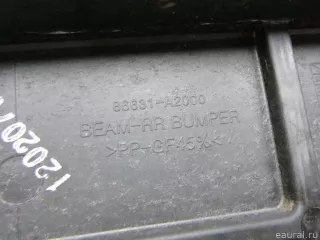 86631-A2000
BEAM-RR BUMPER
>PP-GF45%<
eaural.ru